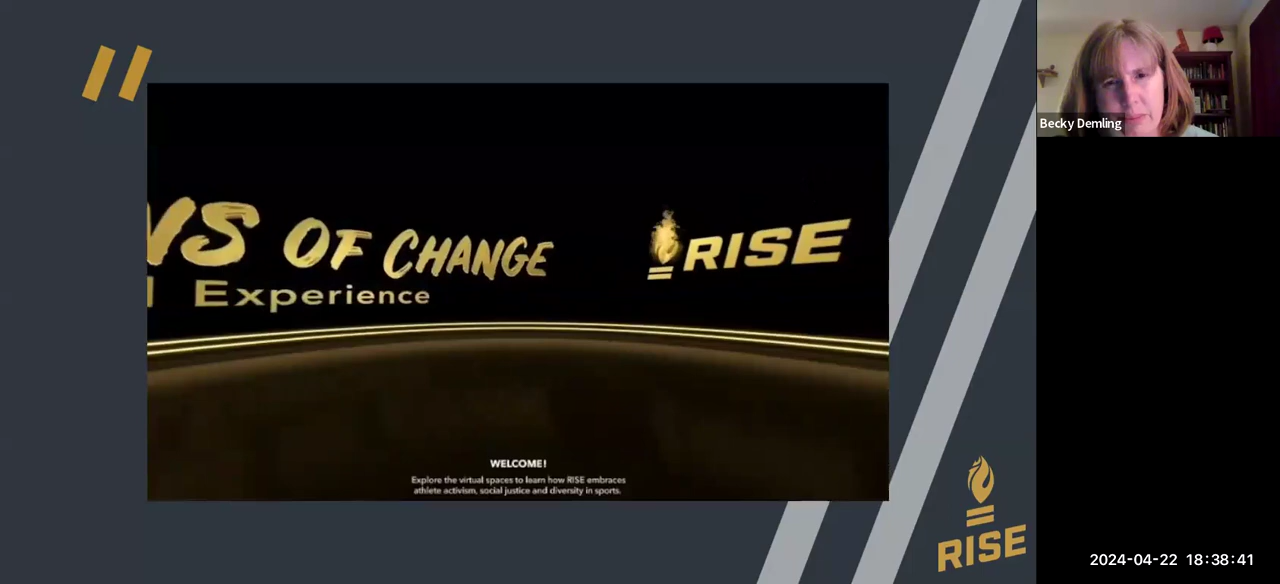 NS OF CHANGE
Experience
RISE
WELCOME!
Explore the virtual spaces to learn how RISE embraces
athlete activism, social justice and diversity in sports.
RISE
Becky Demling
2024-04-22 18:38:41